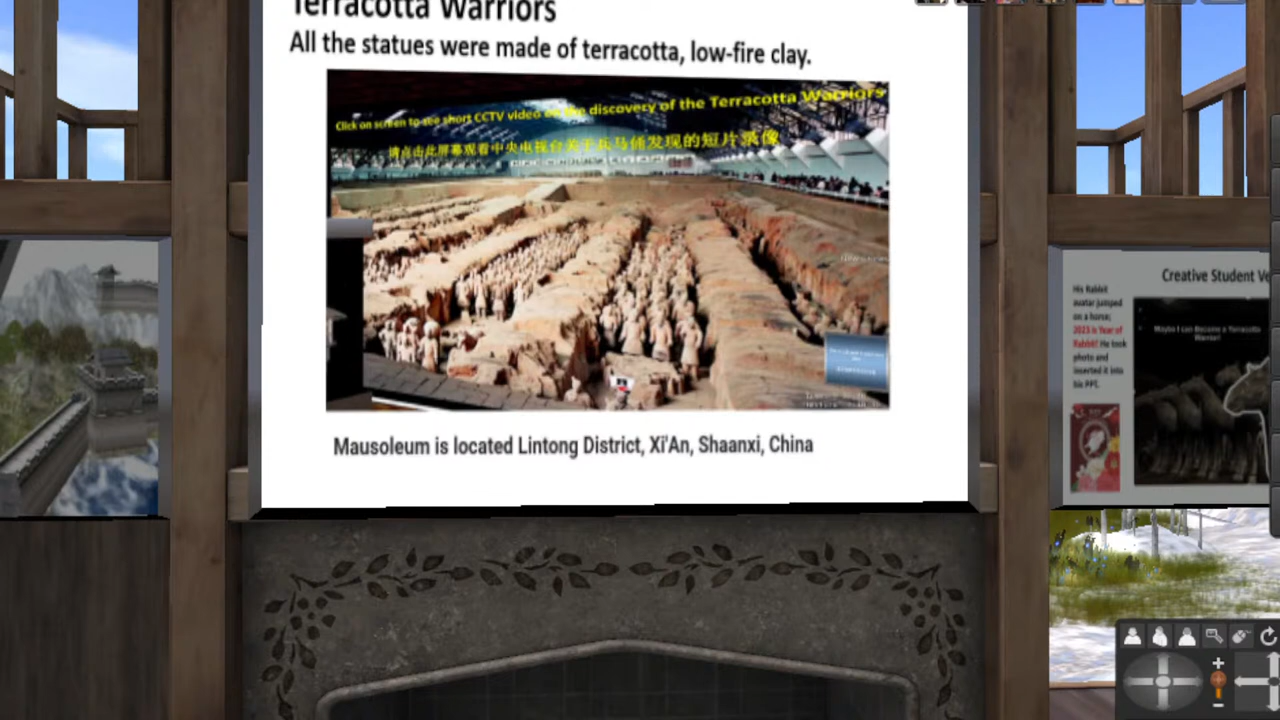 Terracotta Warriors
All the statues were made of terracotta, low-fire clay.
Click on screen to see short CCTV video on the discovery of the Terracotta Warriors
请点击此屏幕观看中央电视台关于兵马俑发现的短片录像
Mausoleum is located Lintong District, Xi'An, Shaanxi, China
Creative Student Ve
His Rabbit
avatar jumped
on a horse;
2023 is Year of
Rabbit! He took
photo and
inserted it into
his PPT.
Maybe I can Become a Terracotta
Warrior!